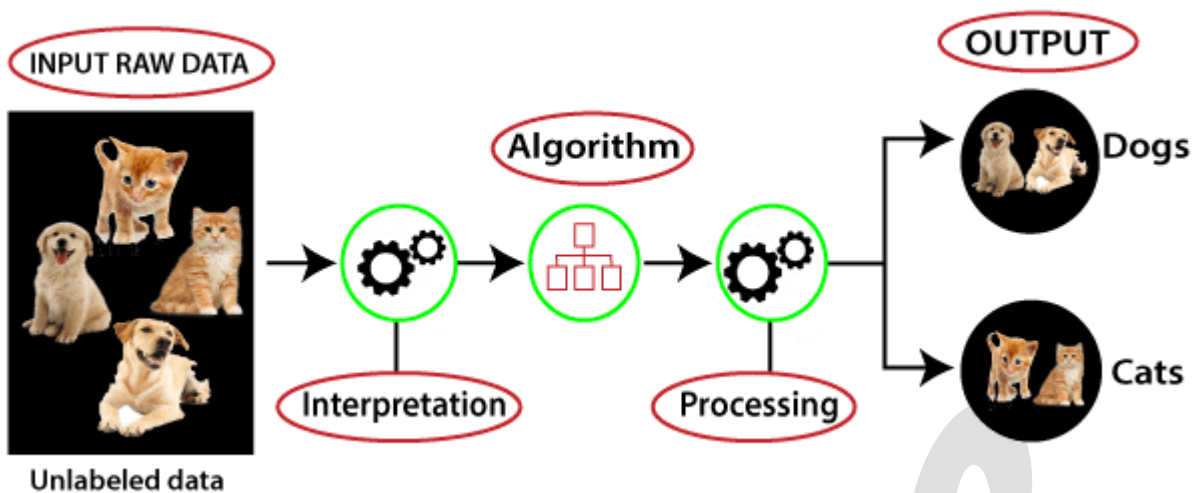 INPUT RAW DATA
Unlabeled data
Interpretation
Algorithm
Processing
OUTPUT
Dogs
Cats